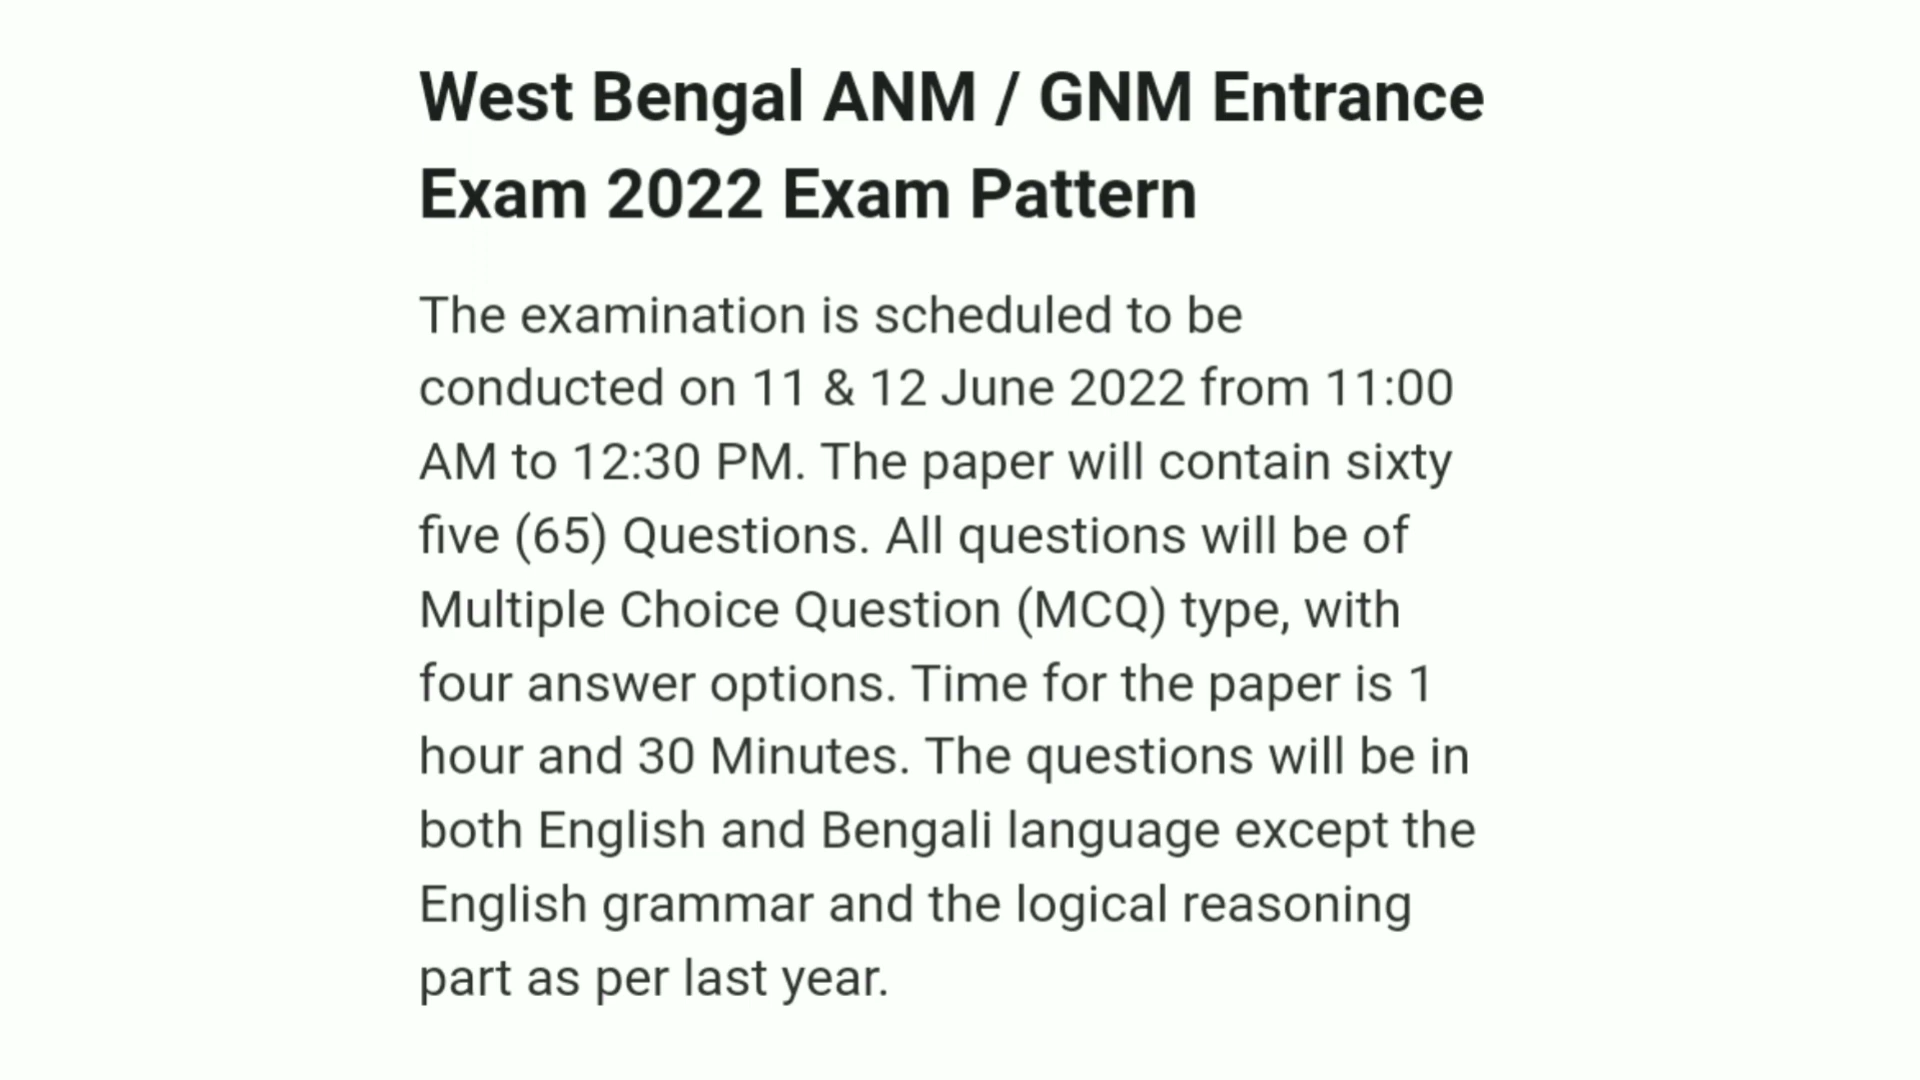 West Bengal ANM / GNM Entrance
Exam 2022 Exam Pattern
The examination is scheduled to be
conducted on 11 & 12 June 2022 from 11:00
AM to 12:30 PM. The paper will contain sixty
five (65) Questions. All questions will be of
Multiple Choice Question (MCQ) type, with
four answer options. Time for the paper is 1
hour and 30 Minutes. The questions will be in
both English and Bengali language except the
English grammar and the logical reasoning
part as per last year.